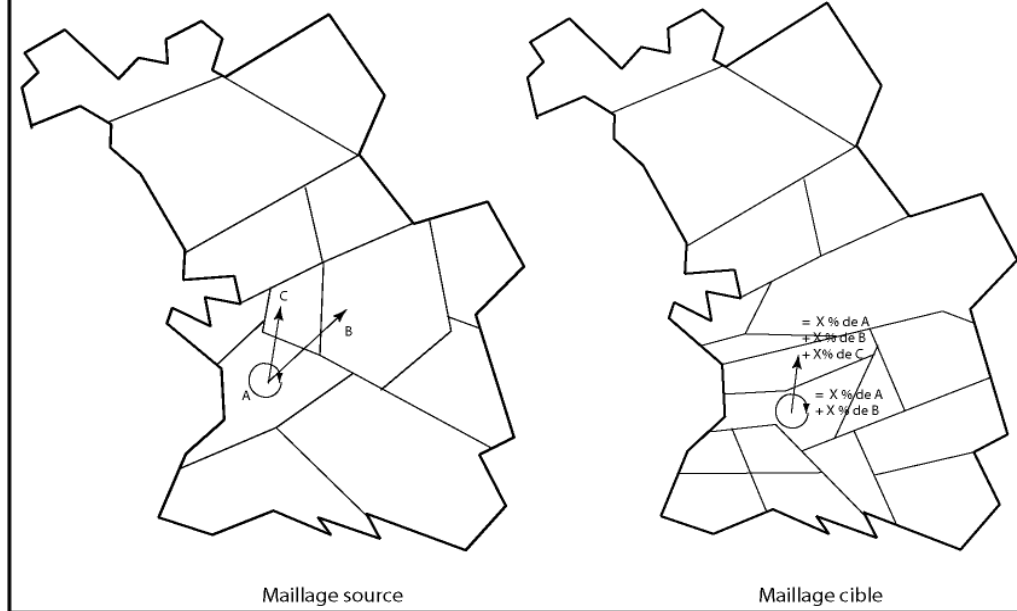 C
B
A
= X % de A
+ X % de B
+ X% de C
= X % de A
+ X % de B
Maillage source
Maillage cible